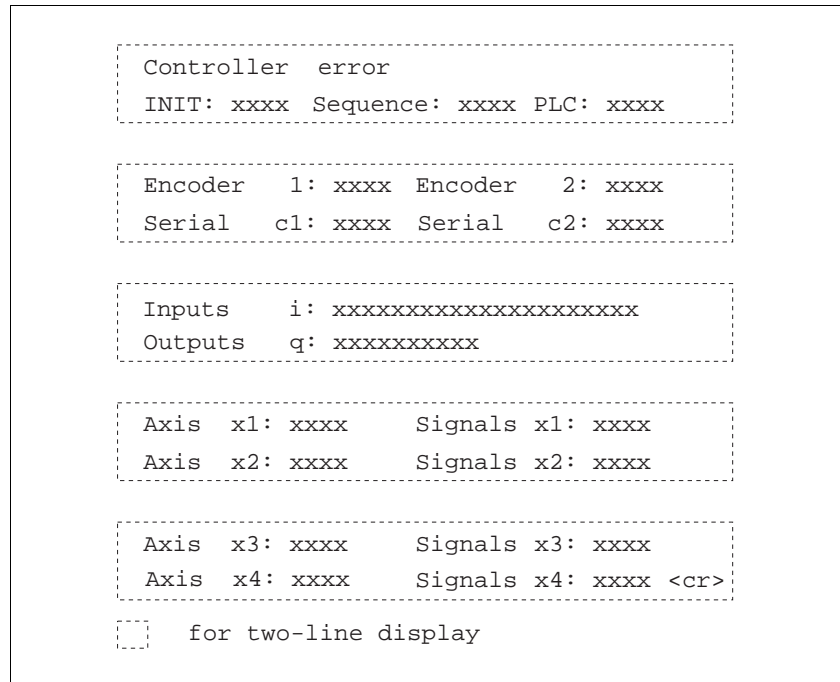 Controller error
INIT: xxxx Sequence: xxxx PLC: xxxx
Encoder 1: xxxx Encoder 2: xxxx
Serial c1: xxxx Serial c2: xxxx
Inputs i: xxxxxxxxxxxxxxxxxxxxx
Outputs q: xxxxxxxxxx
Axis x1: xxxx Signals x1: xxxx
Axis x2: xxxx Signals x2: xxxx
Axis x3: xxxx Signals x3: xxxx
Axis x4: xxxx Signals x4: xxxx <cr>
for two-line display